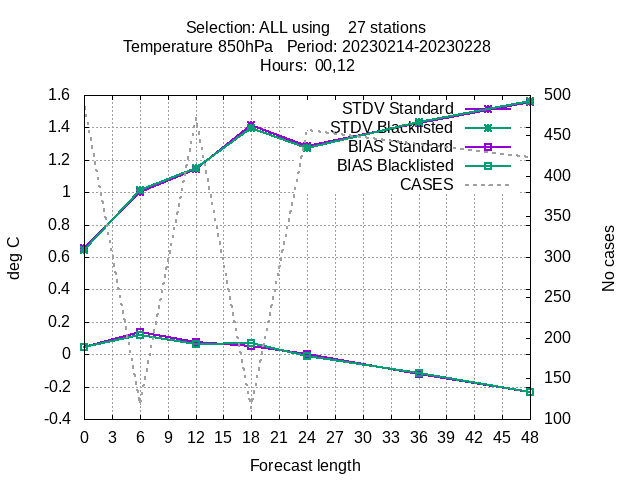 Selection: ALL using 27 stations
Temperature 850hPa Period: 20230214-20230228
Hours: 00,12
1.6
1.4
1.2
1
0.8
0.6
0.4
0.2
0
-0.2
-0.4
deg C
STDV Standard
STDV Blacklisted
BIAS Standard
BIAS Blacklisted
CASES
500
450
400
350
300
250
200
150
100
No cases
0 3 6 9 12 15 18 21 24 27 30 33 36 39 42 45 48
Forecast length